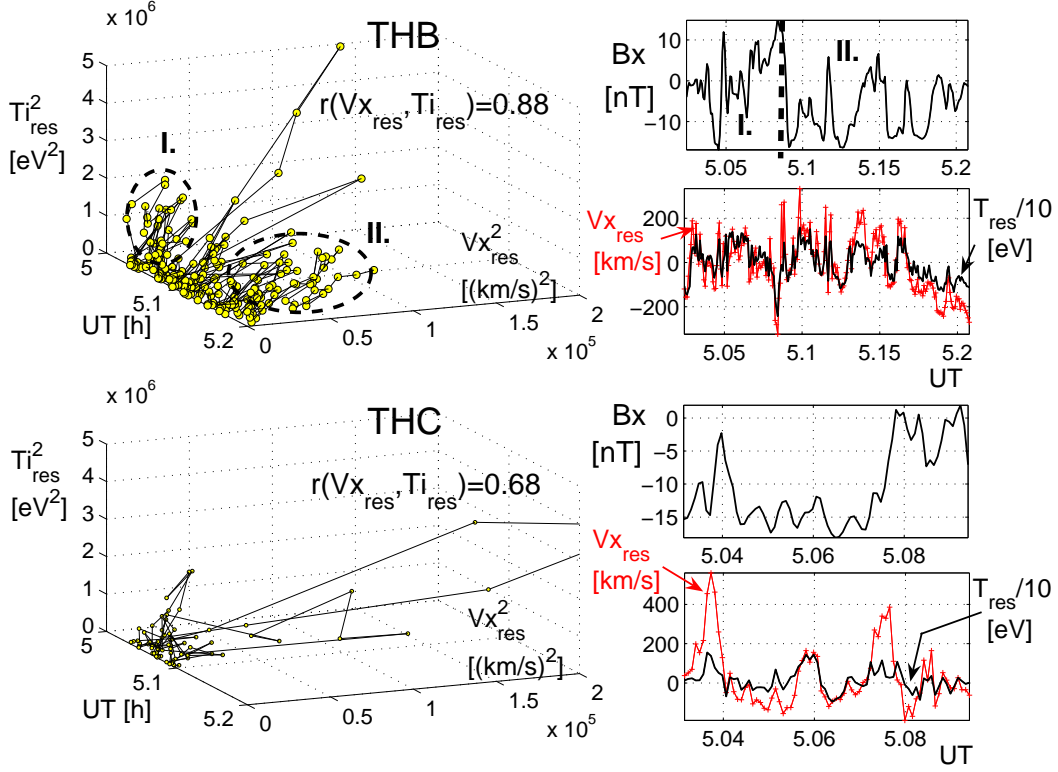 x 10^6
THB
r(Vx_res,Ti_res)=0.88
Ti^2_res
[eV^2]
5
4
3
2
1
0
I.
II.
Vx^2_res
[(km/s)^2]
5
5.1
5.2
UT [h]
0
0.5
1
1.5
2
x 10^5
Bx
[nT]
10
0
−10
I.
II.
5.05
5.1
5.15
5.2
Vx_res
[km/s]
200
0
−200
T_res/10
[eV]
5.05
5.1
5.15
5.2
UT
x 10^6
THC
r(Vx_res,Ti_res)=0.68
Ti^2_res
[eV^2]
5
4
3
2
1
0
Vx^2_res
[(km/s)^2]
5
5.1
5.2
UT [h]
0
0.5
1
1.5
2
x 10^5
Bx
[nT]
0
−5
−10
−15
5.04
5.06
5.08
Vx_res
[km/s]
400
200
0
T_res/10
[eV]
5.04
5.06
5.08
UT